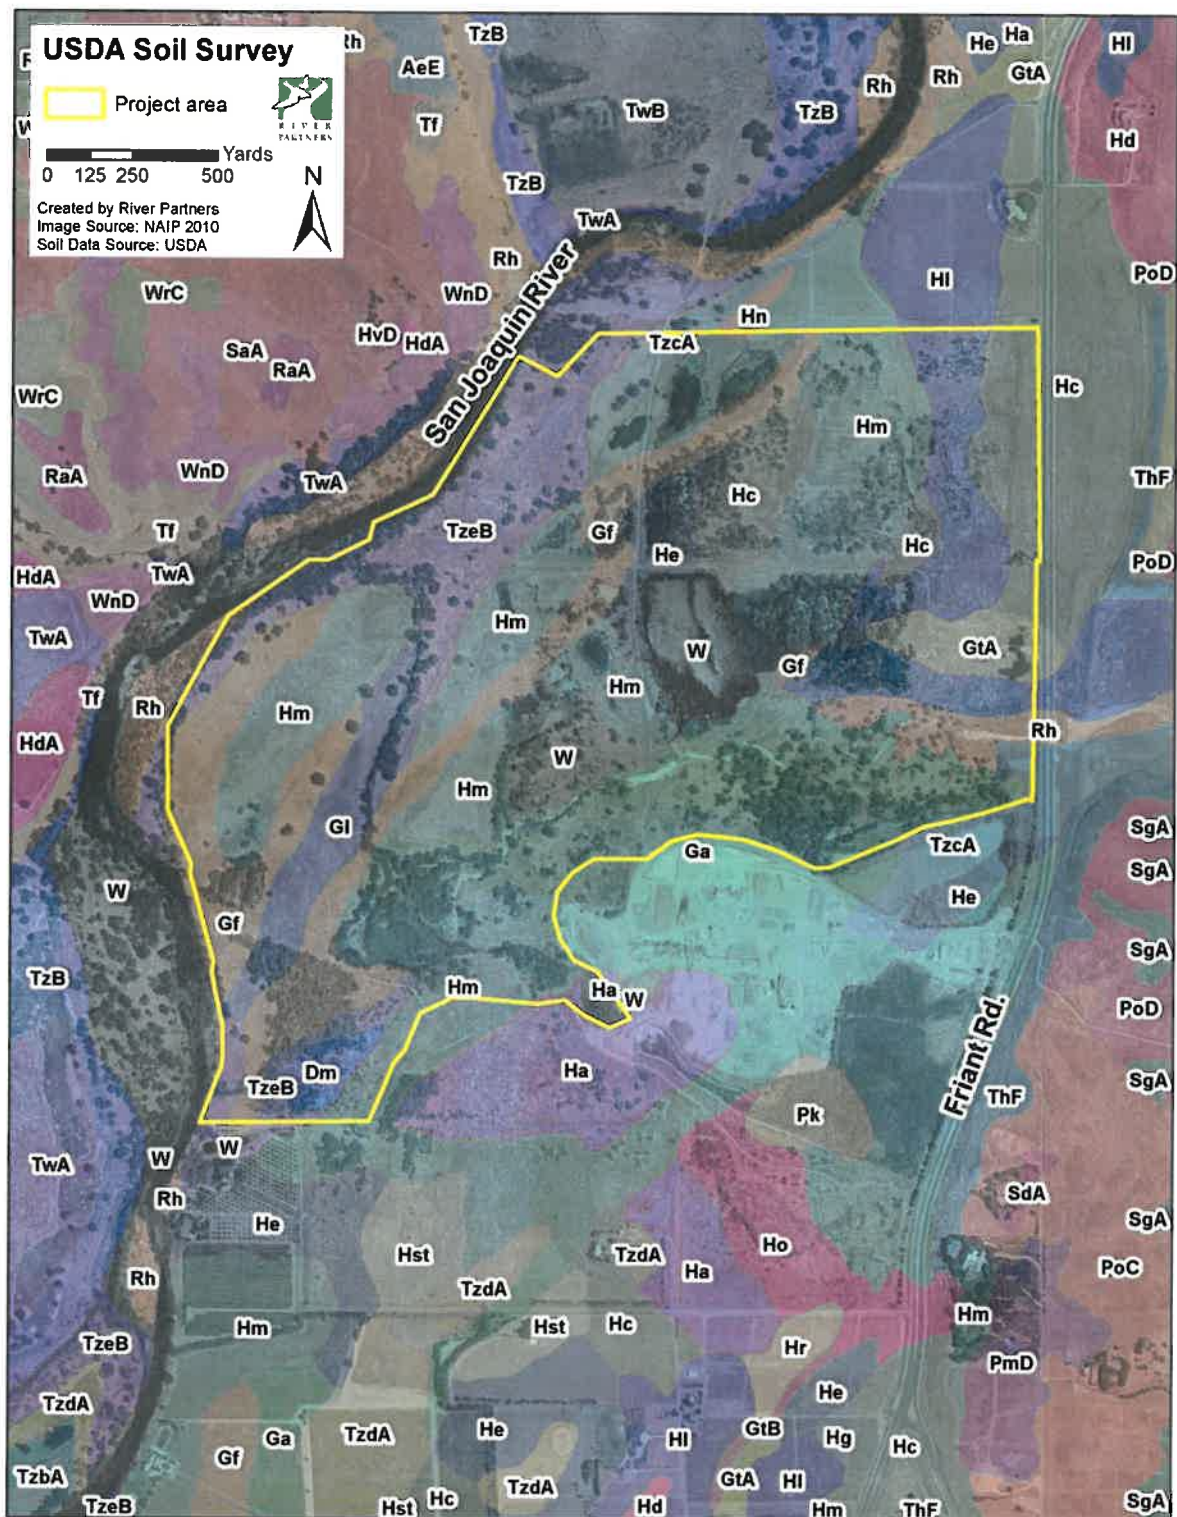 USDA Soil Survey
Project area
RIVER
PARTNERS
Yards
0 125 250 500
N
Created by River Partners
Image Source: NAIP 2010
Soil Data Source: USDA
Rh
TzB
AeE
Tf
TwB
TzB
Rh
Rh
He
Ha
GtA
Hl
Hd
TzB
TwA
Rh
WnD
WrC
HvD
HdA
SaA
RaA
WrC
San Joaquin River
Hn
TzcA
Hl
PoD
Hc
RaA
WnD
TwA
Tf
TzeB
Gf
Hc
Hm
He
Hc
ThF
PoD
HdA
TwA
WnD
TwA
Hm
W
GtA
Gf
Hm
Tf
Rh
Hm
HdA
W
Rh
Hm
Gl
Ga
TzcA
SgA
SgA
W
He
Gf
SgA
TzB
Hm
Ha
W
PoD
Friant Rd.
Dm
TzeB
Ha
Pk
ThF
SgA
W
W
TwA
Rh
He
SdA
SgA
Hst
TzdA
Ho
Ha
PoC
Rh
TzdA
Hm
Hst
Hc
Hm
TzeB
Hr
PmD
He
TzdA
Ga
TzdA
He
Hl
GtB
Hg
Hc
Gf
TzbA
TzdA
GtA
Hl
TzeB
Hst
Hc
Hd
Hm
ThF
SgA